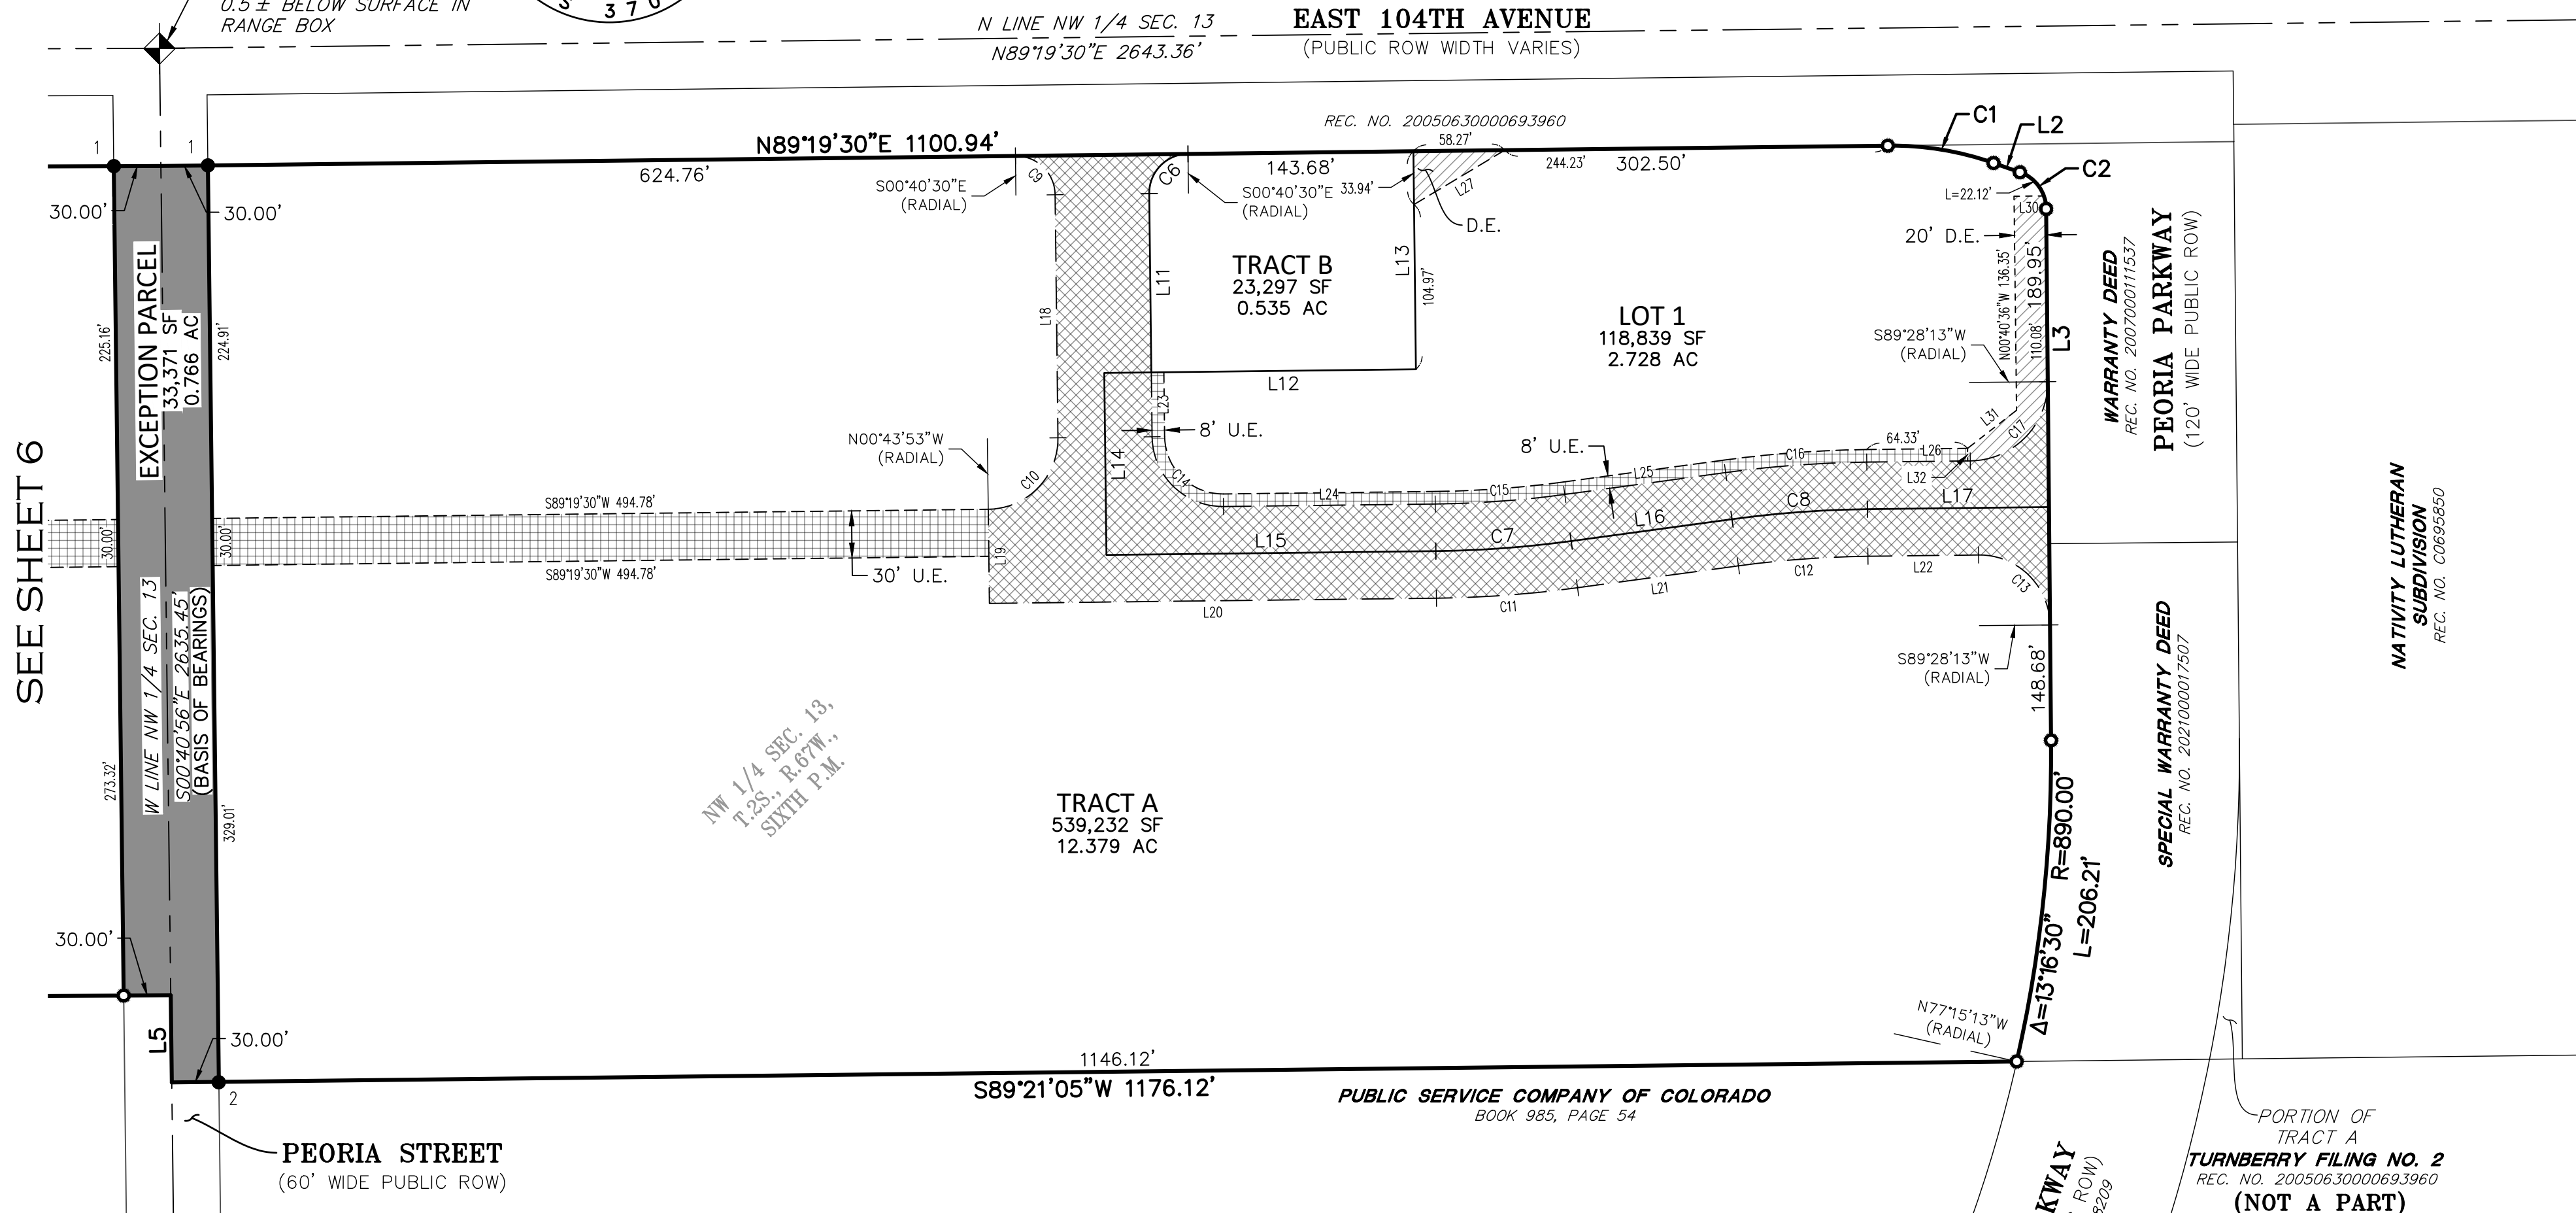 0.5'± BELOW SURFACE IN
RANGE BOX
S 370
N LINE NW 1/4 SEC. 13
N89°19'30"E 2643.36'
EAST 104TH AVENUE
(PUBLIC ROW WIDTH VARIES)
REC. NO. 20050630000693960
N89°19'30"E 1100.94'
1
1
624.76'
143.68'
58.27'
244.23'
302.50'
C1
L2
C2
L=22.12'
L30
30.00'
30.00'
S00°40'30"E
(RADIAL)
C9
C6
S00°40'30"E
(RADIAL)
33.94'
L27
D.E.
20' D.E.
EXCEPTION PARCEL
33,371 SF
0.766 AC
225.16'
224.91'
L18
L11
TRACT B
23,297 SF
0.535 AC
L13
104.97'
L12
LOT 1
118,839 SF
2.728 AC
N00°40'36"W 136.35'
189.95'
110.08'
L3
S89°28'13"W
(RADIAL)
WARRANTY DEED
REC. NO. 2007000111537
PEORIA PARKWAY
(120' WIDE PUBLIC ROW)
SEE SHEET 6
N00°43'53"W
(RADIAL)
C10
L14
L23
8' U.E.
C14
8' U.E.
L24
C15
L25
C16
64.33'
L26
L31
C17
L32
L17
C8
L16
C7
L15
S89°19'30"W 494.78'
30.00'
30.00'
S89°19'30"W 494.78'
30' U.E.
L19
L20
C11
L21
C12
L22
C13
S89°28'13"W
(RADIAL)
148.68'
W LINE NW 1/4 SEC. 13
S00°40'56"E 2635.45'
(BASIS OF BEARINGS)
273.32'
329.01'
NW 1/4 SEC. 13,
T.2S., R.67W.,
SIXTH P.M.
TRACT A
539,232 SF
12.379 AC
R=890.00'
L=206.21'
Δ=13°16'30"
N77°15'13"W
(RADIAL)
SPECIAL WARRANTY DEED
REC. NO. 2021000017507
NATIVITY LUTHERAN
SUBDIVISION
REC. NO. C0695850
30.00'
L5
30.00'
2
1146.12'
S89°21'05"W 1176.12'
PUBLIC SERVICE COMPANY OF COLORADO
BOOK 985, PAGE 54
PEORIA STREET
(60' WIDE PUBLIC ROW)
KWAY
ROW)
8209
PORTION OF
TRACT A
TURNBERRY FILING NO. 2
REC. NO. 20050630000693960
(NOT A PART)